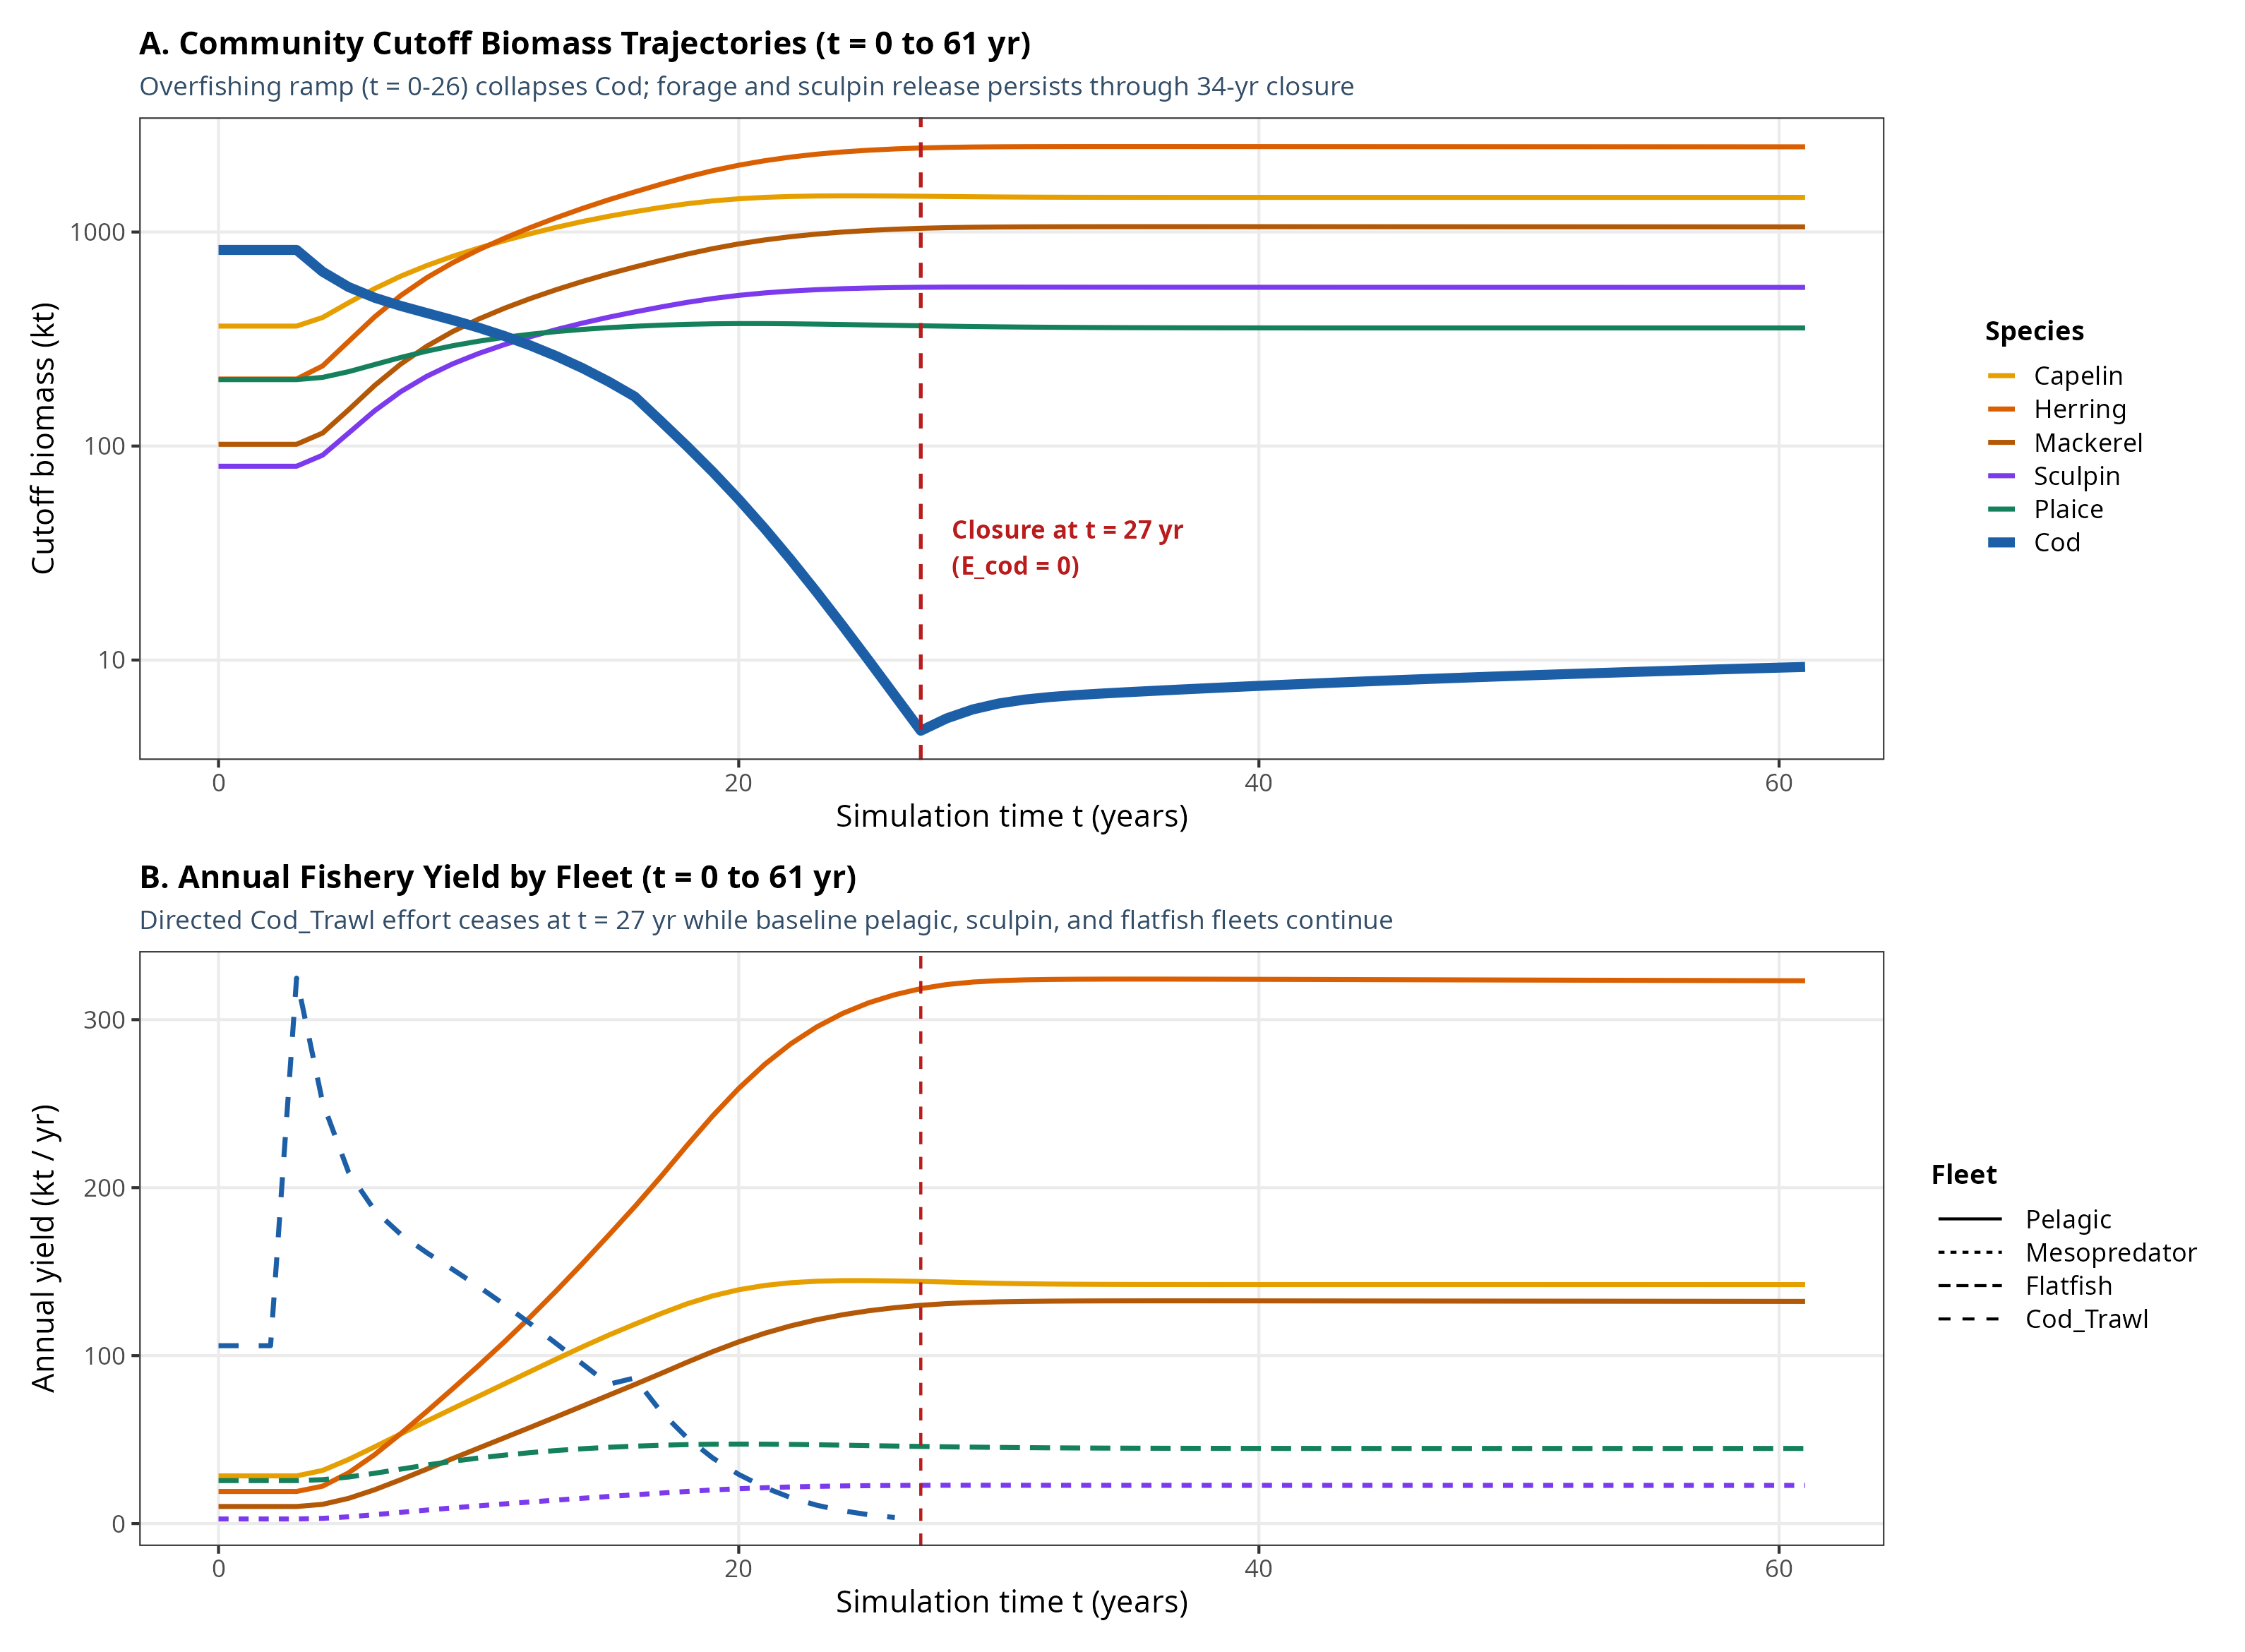 A. Community Cutoff Biomass Trajectories (t = 0 to 61 yr)
Overfishing ramp (t = 0-26) collapses Cod; forage and sculpin release persists through 34-yr closure
Cutoff biomass (kt)
1000
100
10
Closure at t = 27 yr
(E_cod = 0)
0
20
40
60
Simulation time t (years)
Species
Capelin
Herring
Mackerel
Sculpin
Plaice
Cod
B. Annual Fishery Yield by Fleet (t = 0 to 61 yr)
Directed Cod_Trawl effort ceases at t = 27 yr while baseline pelagic, sculpin, and flatfish fleets continue
Annual yield (kt / yr)
300
200
100
0
0
20
40
60
Simulation time t (years)
Fleet
Pelagic
Mesopredator
Flatfish
Cod_Trawl